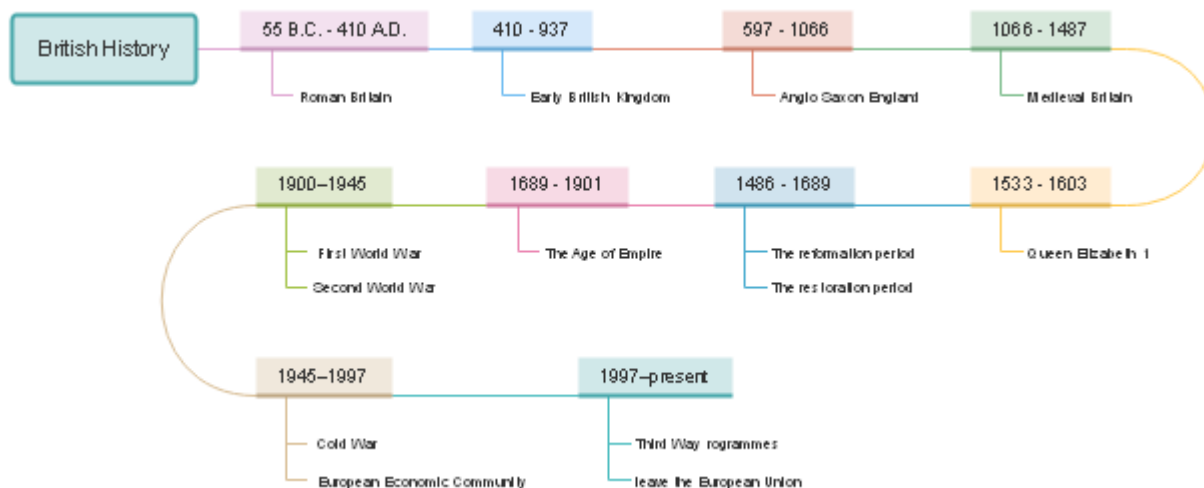 British History
55 B.C. - 410 A.D.
410 - 937
597 - 1066
1066 - 1487
Roman Britain
Early British Kingdom
Anglo Saxon England
Medieval Britain
1900–1945
1689 - 1901
1486 - 1689
1533 - 1603
First World War
The Age of Empire
The reformation period
Queen Elizabeth 1
Second World War
The restoration period
1945–1997
1997–present
Cold War
Third Way rogrammes
European Economic Community
leave the European Union